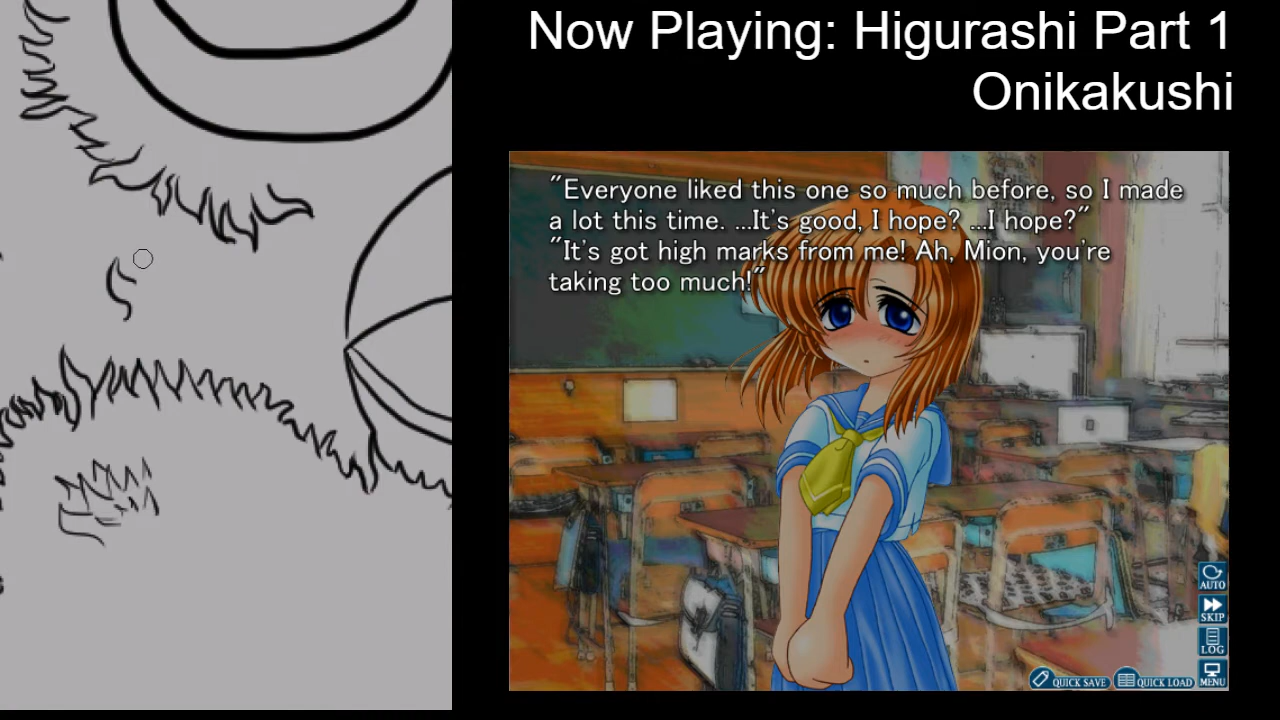 Now Playing: Higurashi Part 1
Onikakushi
"Everyone liked this one so much before, so I made
a lot this time. ...It's good, I hope? ...I hope?"
"It's got high marks from me! Ah, Mion, you're
taking too much!"
AUTO
SKIP
LOG
MENU
QUICK SAVE
QUICK LOAD